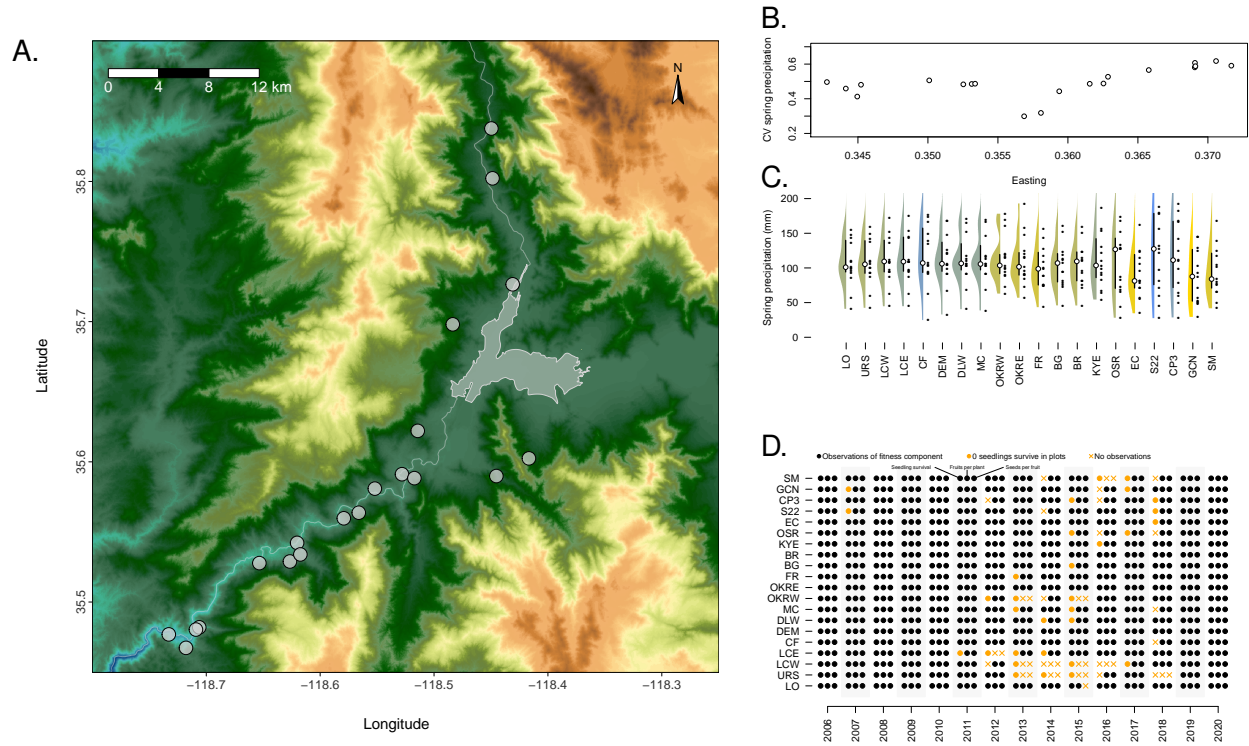 A.
0 4 8 12 km
N
35.8
35.7
35.6
35.5
Latitude
−118.7 −118.6 −118.5 −118.4 −118.3
Longitude
B.
CV spring precipitation
0.6
0.4
0.2
0.345 0.350 0.355 0.360 0.365 0.370
Easting
C.
Spring precipitation (mm)
200
150
100
50
0
LO URS LCW LCE CF DEM DLW MC OKRW OKRE FR BG BR KYE OSR EC S22 CP3 GCN SM
D.
Observations of fitness component 0 seedlings survive in plots No observations
Seedling survival Fruits per plant Seeds per fruit
SM
GCN
CP3
S22
EC
OSR
KYE
BR
BG
FR
OKRE
OKRW
MC
DLW
DEM
CF
LCE
LCW
URS
LO
2006 2007 2008 2009 2010 2011 2012 2013 2014 2015 2016 2017 2018 2019 2020